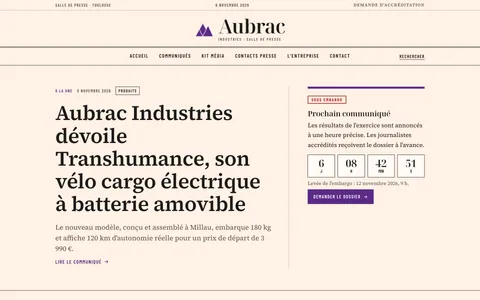 SALLE DE PRESSE · TOULOUSE
6 NOVEMBRE 2026
DEMANDE D'ACCRÉDITATION
Aubrac
INDUSTRIES · SALLE DE PRESSE
ACCUEIL
COMMUNIQUÉS
KIT MÉDIA
CONTACTS PRESSE
L'ENTREPRISE
CONTACT
RECHERCHER
À LA UNE
5 NOVEMBRE 2026
PRODUITS
Aubrac Industries
dévoile
Transhumance, son
vélo cargo électrique
à batterie amovible
Le nouveau modèle, conçu et assemblé à Millau, embarque 180 kg
et affiche 120 km d'autonomie réelle pour un prix de départ de 3
990 €.
LIRE LE COMMUNIQUÉ →
SOUS EMBARGO
Prochain communiqué
Les résultats de l'exercice sont annoncés
à une heure précise. Les journalistes
accrédités reçoivent le dossier à l'avance.
6
J
08
H
42
MIN
51
S
Levée de l'embargo : 12 novembre 2026, 9 h.
DEMANDER LE DOSSIER →